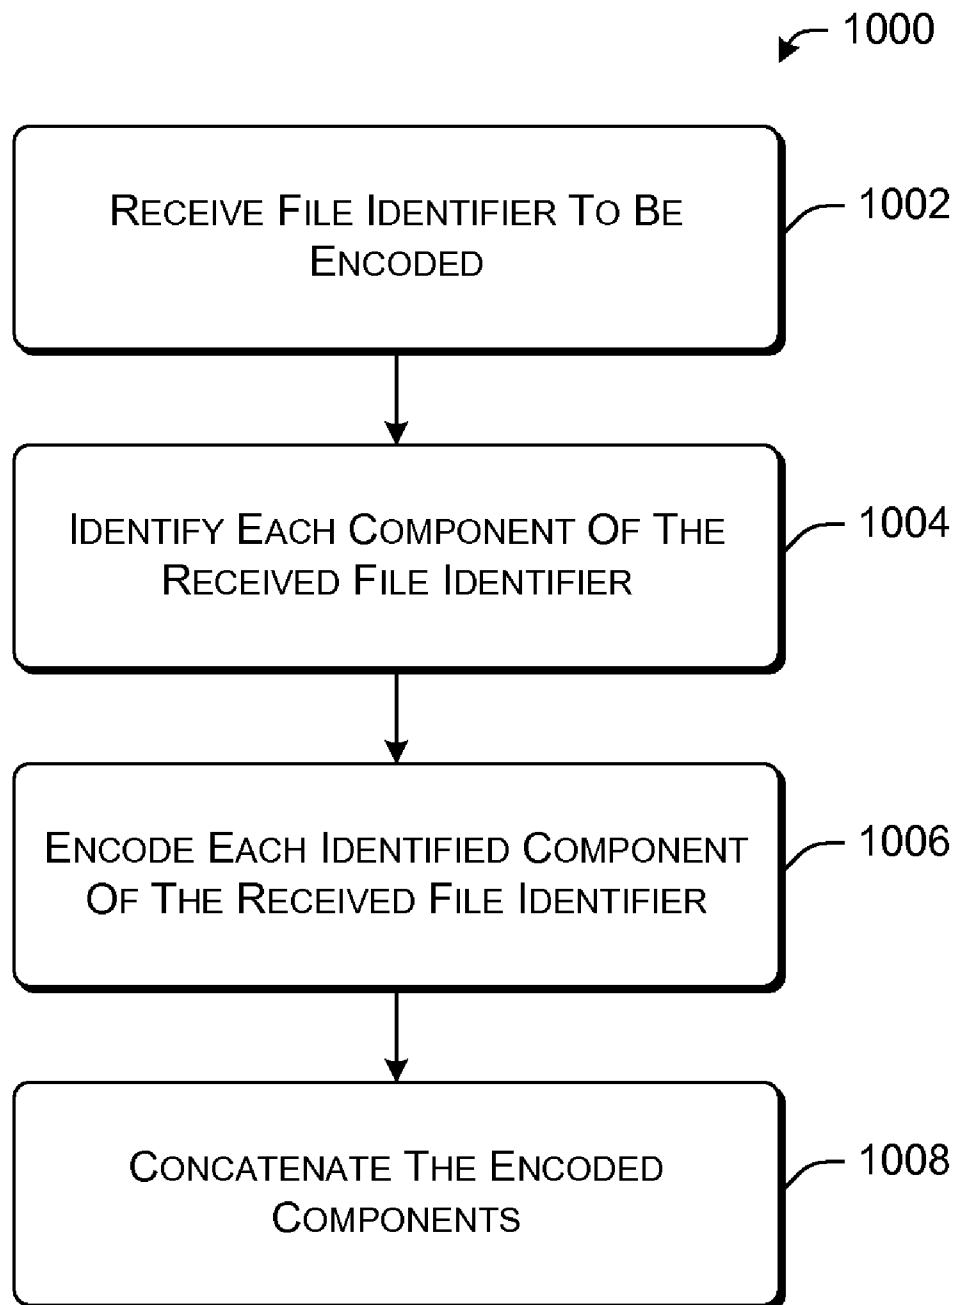 1000
RECEIVE FILE IDENTIFIER TO BE
ENCODED
1002
IDENTIFY EACH COMPONENT OF THE
RECEIVED FILE IDENTIFIER
1004
ENCODE EACH IDENTIFIED COMPONENT
OF THE RECEIVED FILE IDENTIFIER
1006
CONCATENATE THE ENCODED
COMPONENTS
1008